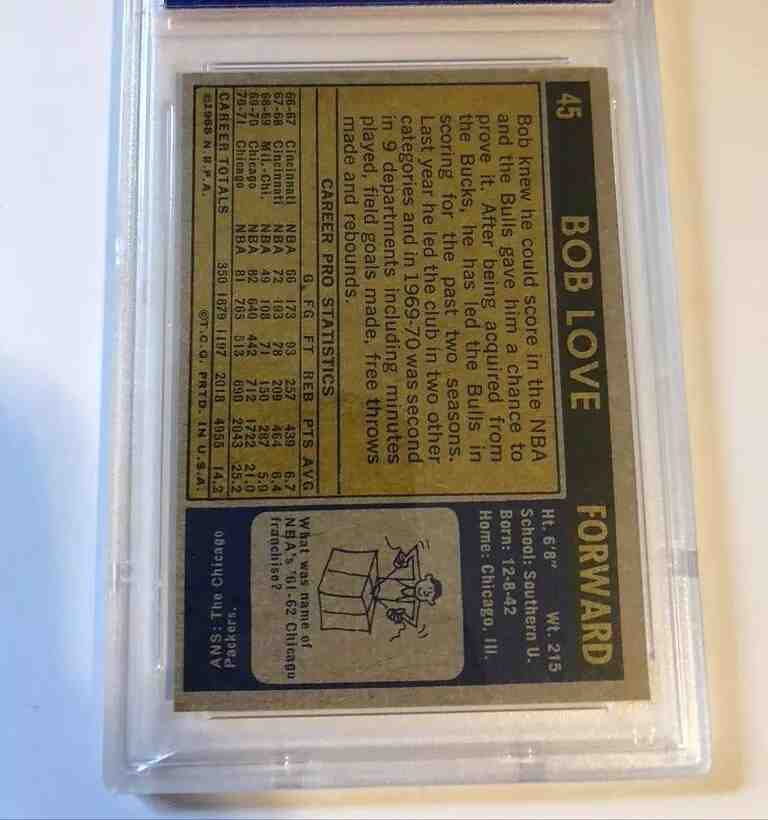 45 BOB LOVE FORWARD
Bob knew he could score in the NBA
and the Bulls gave him a chance to
prove it. After being acquired from
the Bucks, he has led the Bulls in
scoring for the past two seasons.
Last year he led the club in two other
categories and in 1969-70 was second
in 9 departments including minutes
played, field goals made, free throws
made and rebounds.
CAREER PRO STATISTICS
G FG FT REB PTS AVG
66-67 Cincinnati NBA 66 173 93 257 439 6.7
67-68 Cincinnati NBA 72 193 78 209 464 6.4
68-69 Mil.-Chi. NBA 49 108 71 150 287 5.9
69-70 Chicago NBA 82 640 442 712 1722 21.0
70-71 Chicago NBA 81 765 513 690 2043 25.2
CAREER TOTALS 350 1879 1197 2018 4955 14.2
©1968 N.B.P.A. ©T.C.G. PRTD. IN U.S.A.
Ht. 6'8" Wt. 215
School: Southern U.
Born: 12-8-42
Home: Chicago, Ill.
What was name of
NBA's '61-62 Chicago
franchise?
ANS: The Chicago
Packers.